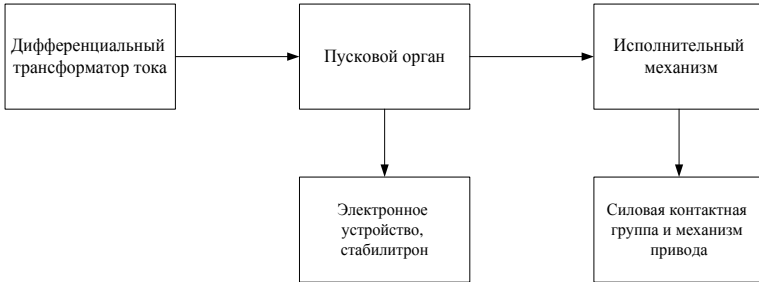 Дифференциальный
трансформатор тока
Пусковой орган
Исполнительный
механизм
Электронное
устройство,
стабилитрон
Силовая контактная
группа и механизм
привода